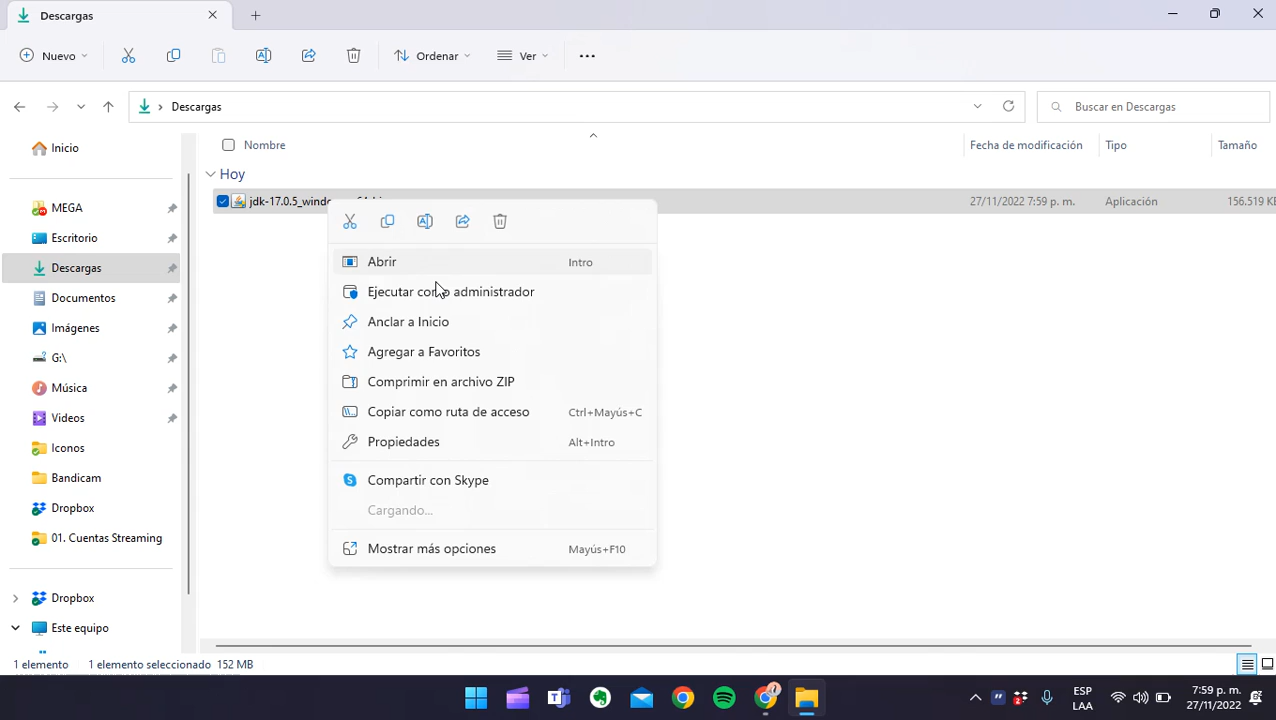 Descargas
Nuevo
Ordenar
Ver
Descargas
Buscar en Descargas
Inicio
MEGA
Escritorio
Descargas
Documentos
Imágenes
G:\
Música
Videos
Iconos
Bandicam
Dropbox
01. Cuentas Streaming
Dropbox
Este equipo
Nombre
Fecha de modificación
Tipo
Tamaño
Hoy
27/11/2022 7:59 p. m.
Aplicación
156.519 KB
Abrir Intro
Ejecutar como administrador
Anclar a Inicio
Agregar a Favoritos
Comprimir en archivo ZIP
Copiar como ruta de acceso Ctrl+Mayús+C
Propiedades Alt+Intro
Compartir con Skype
Cargando...
Mostrar más opciones Mayús+F10
1 elemento
1 elemento seleccionado 152 MB
ESP
LAA
7:59 p. m.
27/11/2022